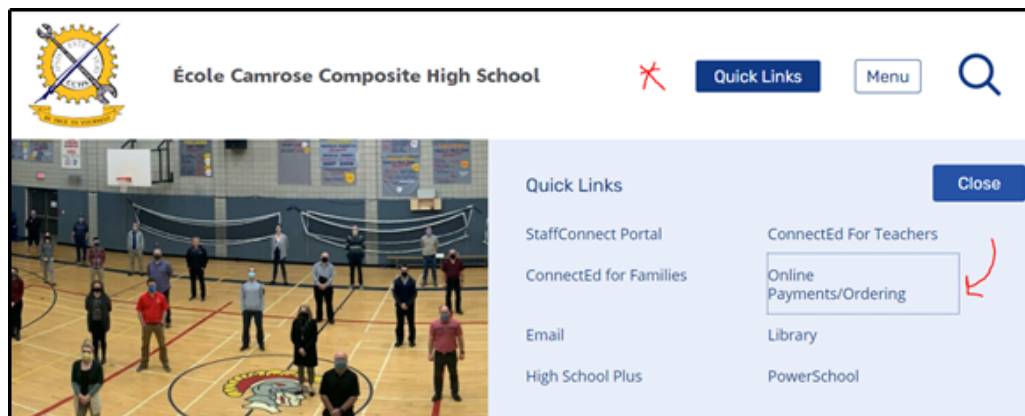 École Camrose Composite High School
Quick Links
Menu
Quick Links
Close
StaffConnect Portal
ConnectEd For Teachers
ConnectEd for Families
Online
Payments/Ordering
Email
Library
High School Plus
PowerSchool